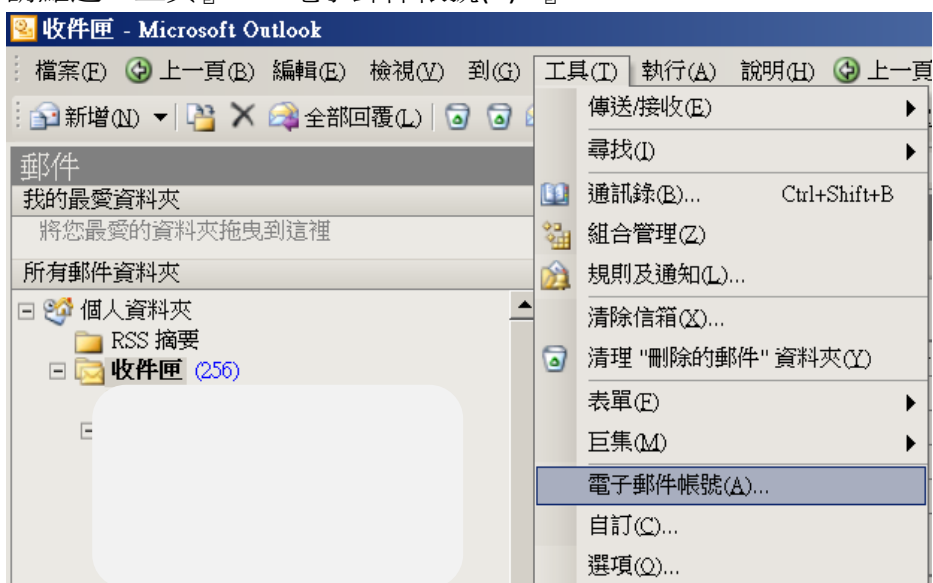 收件匣 - Microsoft Outlook
檔案(F) 上一頁(B) 編輯(E) 檢視(V) 到(G) 工具(T) 執行(A) 說明(H) 上一頁
新增(N) 全部回覆(L)
郵件
我的最愛資料夾
將您最愛的資料夾拖曳到這裡
所有郵件資料夾
個人資料夾
RSS 摘要
收件匣 (256)
傳送/接收(E)
尋找(I)
通訊錄(B)... Ctrl+Shift+B
組合管理(Z)
規則及通知(L)...
清除信箱(X)...
清理 "刪除的郵件" 資料夾(Y)
表單(F)
巨集(M)
電子郵件帳號(A)...
自訂(C)...
選項(O)...